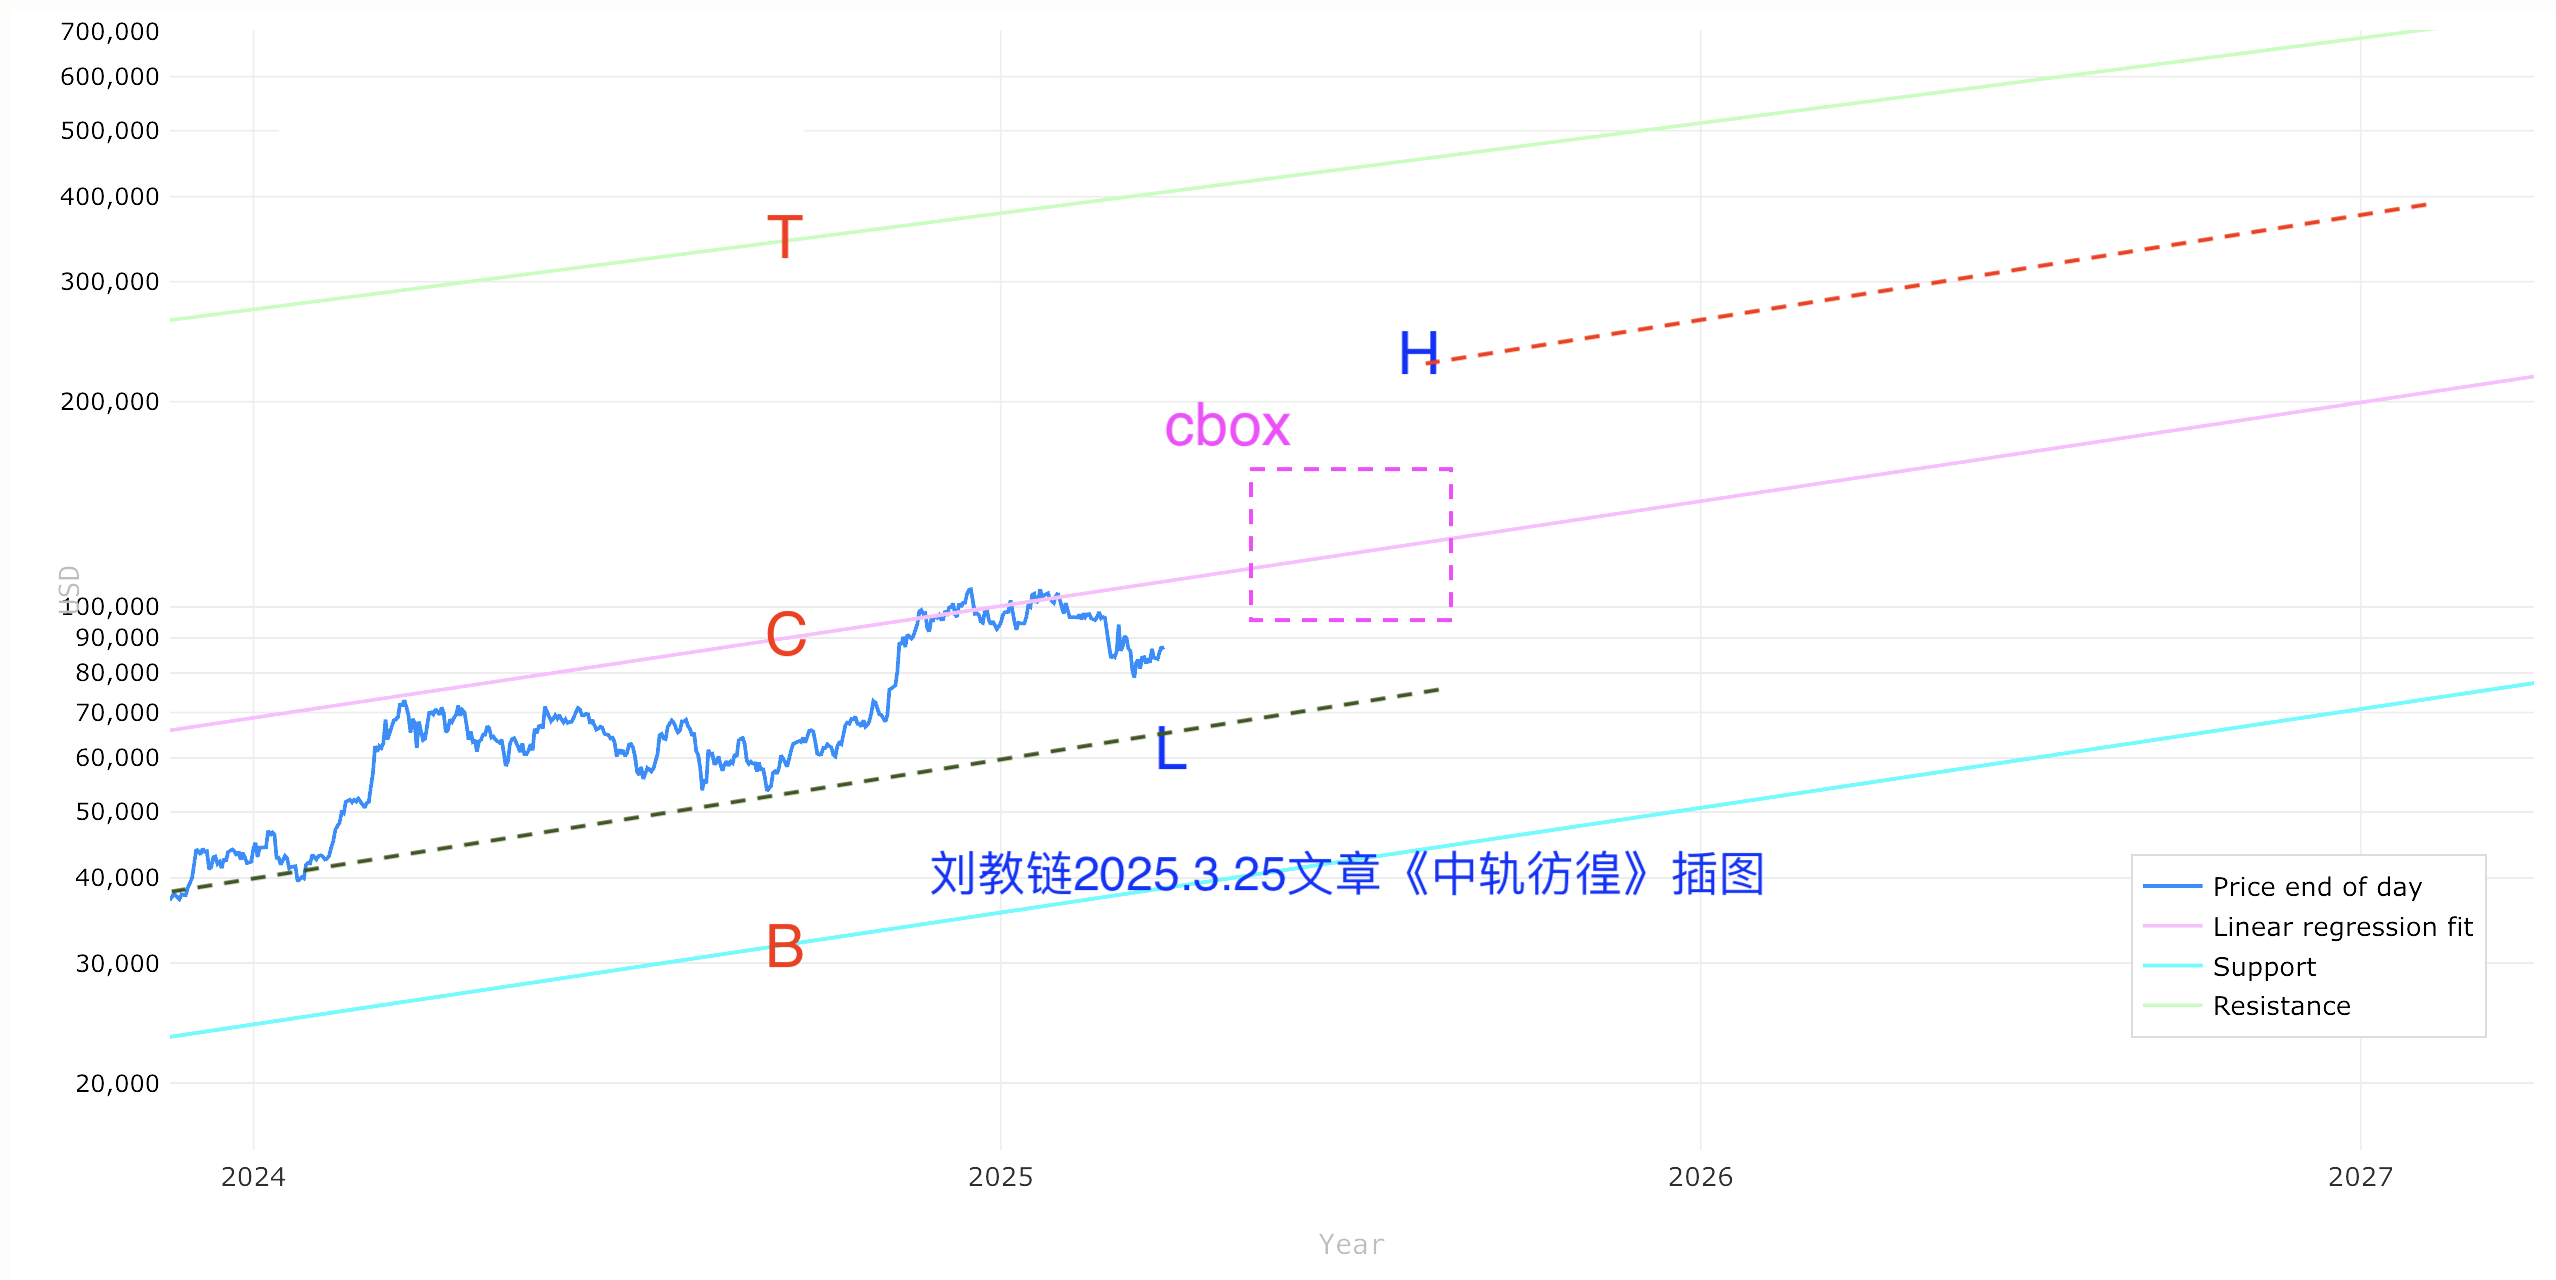 700,000
600,000
500,000
400,000
300,000
200,000
100,000
90,000
80,000
70,000
60,000
50,000
40,000
30,000
20,000
USD
T
H
cbox
C
L
刘教链2025.3.25文章《中轨彷徨》插图
B
Price end of day
Linear regression fit
Support
Resistance
2024
2025
2026
2027
Year